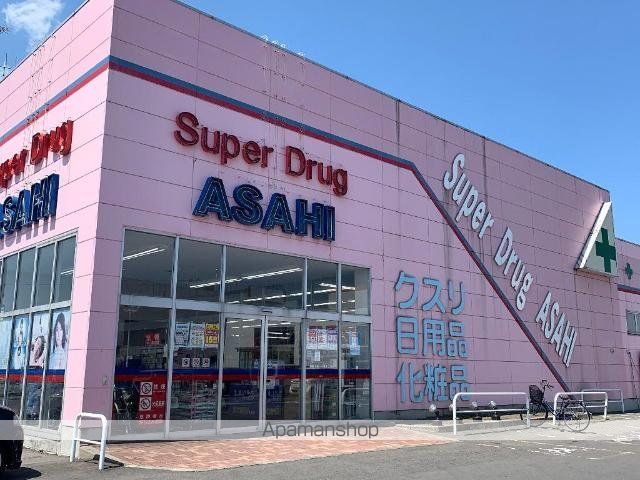 Super Drug
ASAHI
Super Drug
ASAHI
Super Drug ASAHI
クスリ
日用品
化粧品
Apamanshop